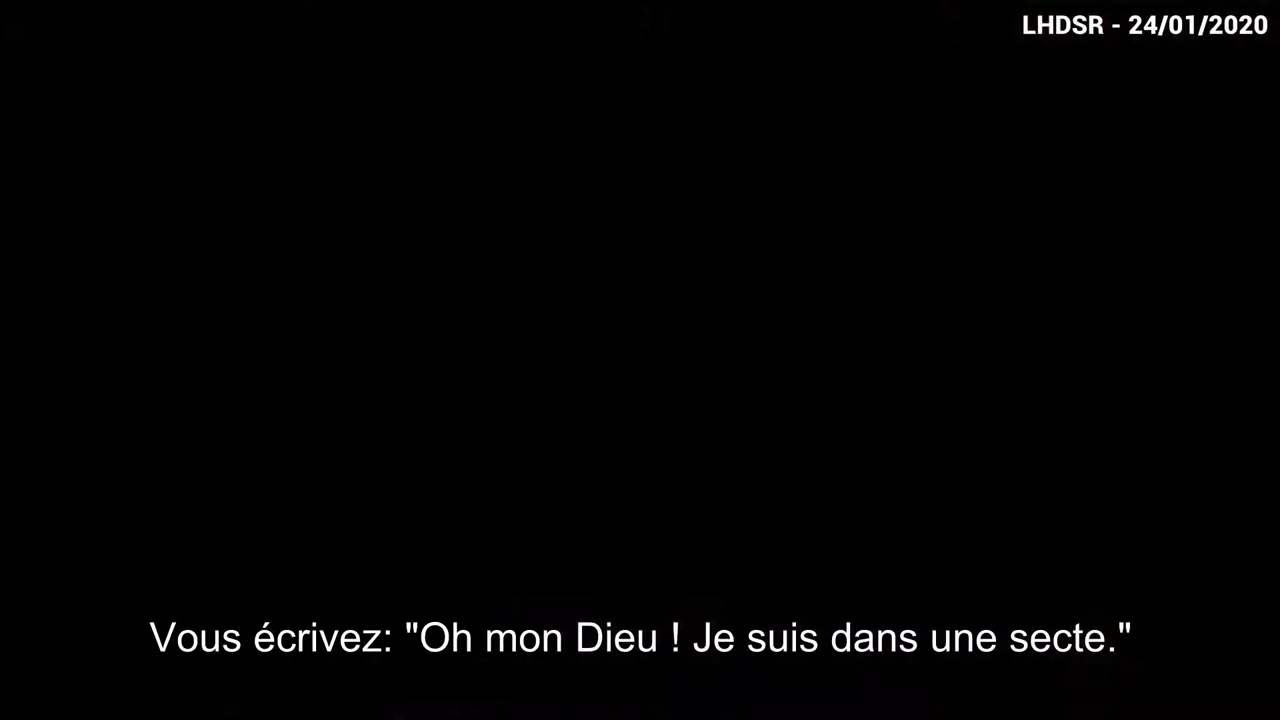 LHDSR - 24/01/2020
Vous écrivez: "Oh mon Dieu ! Je suis dans une secte."